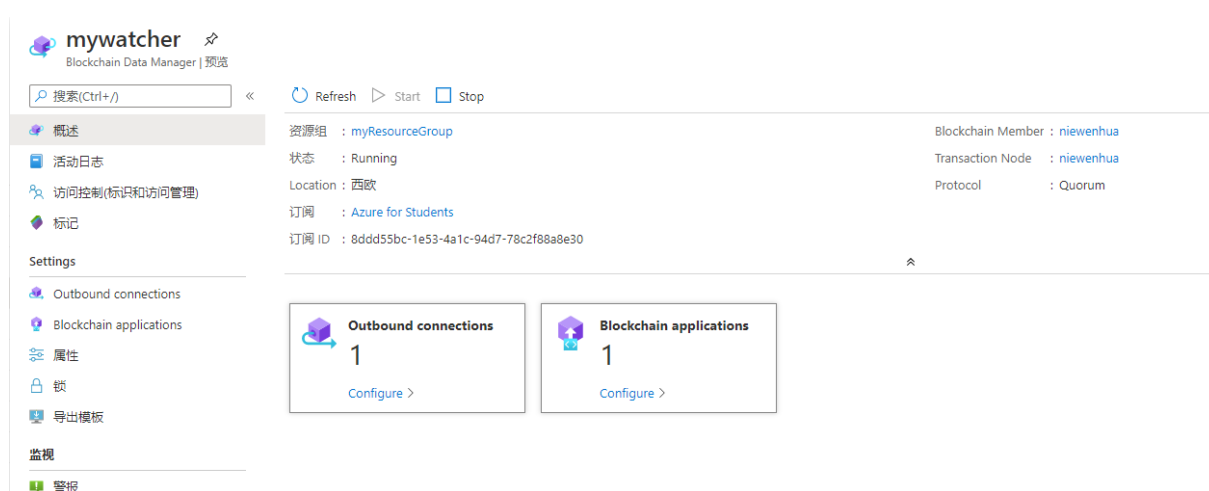 mywatcher
Blockchain Data Manager | 预览
搜索(Ctrl+/)
«
Refresh Start Stop
概述
活动日志
访问控制(标识和访问管理)
标记
Settings
Outbound connections
Blockchain applications
属性
锁
导出模板
监视
警报
资源组 : myResourceGroup
状态 : Running
Location : 西欧
订阅 : Azure for Students
订阅 ID : 8ddd55bc-1e53-4a1c-94d7-78c2f88a8e30
Blockchain Member : niewenhua
Transaction Node : niewenhua
Protocol : Quorum
Outbound connections
1
Configure >
Blockchain applications
1
Configure >